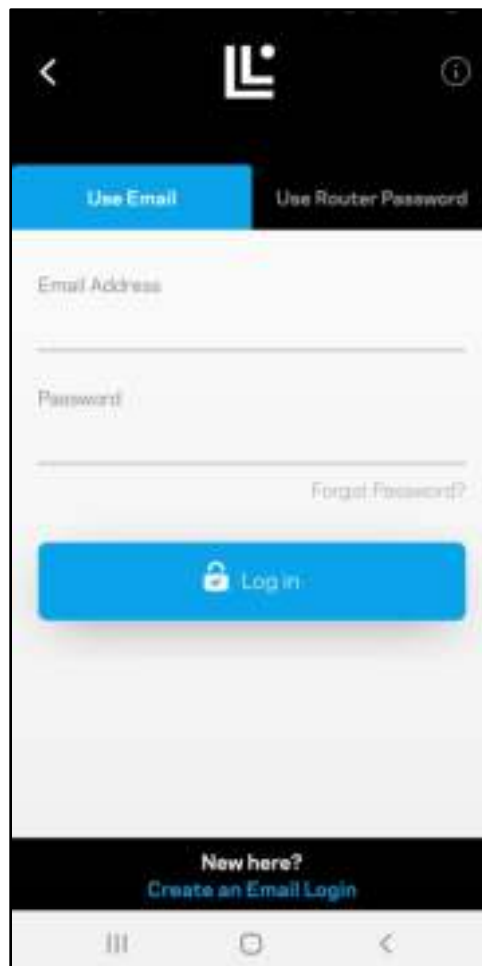 Use Email
Use Router Password
Email Address
Password
Forgot Password?
Log in
New here?
Create an Email Login